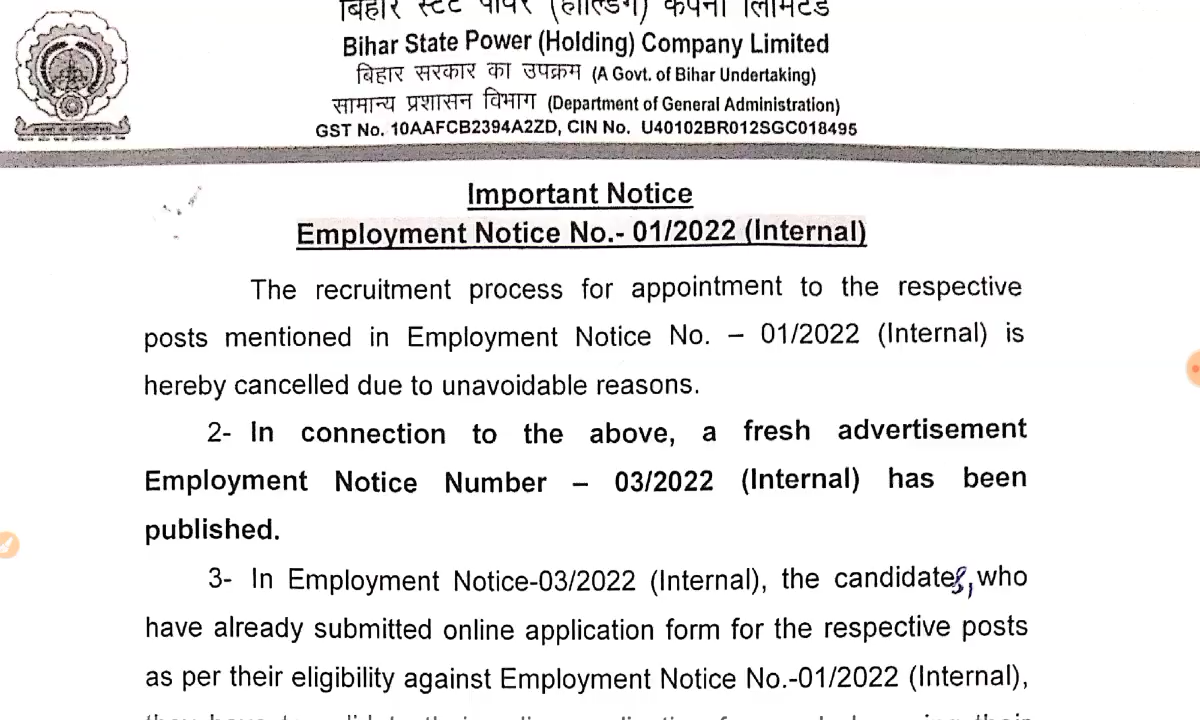 बिहार स्टेट पावर (होल्डिंग) कंपनी लिमिटेड
Bihar State Power (Holding) Company Limited
बिहार सरकार का उपक्रम (A Govt. of Bihar Undertaking)
सामान्य प्रशासन विभाग (Department of General Administration)
GST No. 10AAFCB2394A2ZD, CIN No. U40102BR012SGC018495
Important Notice
Employment Notice No.- 01/2022 (Internal)
The recruitment process for appointment to the respective
posts mentioned in Employment Notice No. – 01/2022 (Internal) is
hereby cancelled due to unavoidable reasons.
2- In connection to the above, a fresh advertisement
Employment Notice Number – 03/2022 (Internal) has been
published.
3- In Employment Notice-03/2022 (Internal), the candidates, who
have already submitted online application form for the respective posts
as per their eligibility against Employment Notice No.-01/2022 (Internal),